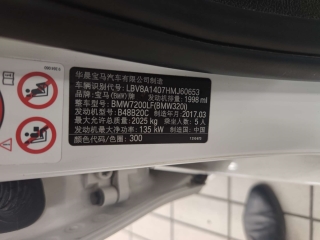 华晨宝马汽车有限公司制造
车辆识别代号: LBV8A1407HMJ60653
品牌: 宝马(BMW)牌 发动机排量: 1998 ml
整车型号: BMW7200LF(BMW320Li)
发动机型号: B48B20C 制造年月: 2017.03
最大允许总质量: 2025 kg 乘坐人数: 5人
发动机最大净功率: 135 kW 制造国: 中国
颜色代码/色图: 300